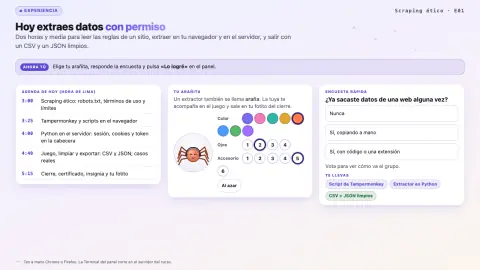 EXPERIENCIA
Scraping ético · E01
Hoy extraes datos con permiso
Dos horas y media para leer las reglas de un sitio, extraer en tu navegador y en el servidor, y salir con
un CSV y un JSON limpios.
AHORA TÚ
Elige tu arañita, responde la encuesta y pulsa «Lo logré» en el panel.
AGENDA DE HOY (HORA DE LIMA)
3:00 Scraping ético: robots.txt, términos de uso y
límites
3:25 Tampermonkey y scripts en el navegador
4:00 Python en el servidor: sesión, cookies y token
en la cabecera
4:40 Juego, limpiar y exportar: CSV y JSON; casos
reales
5:15 Cierre, certificado, insignia y tu fotito
TU ARAÑITA
Un extractor también se llama araña. La tuya te
acompaña en el juego y sale en tu fotito del cierre.
Color
Ojos 1 2 3 4
Accesorio 1 2 3 4 5
6
Al azar
ENCUESTA RÁPIDA
¿Ya sacaste datos de una web alguna vez?
Nunca
Sí, copiando a mano
Sí, con código o una extensión
Vota para ver cómo va el grupo.
TE LLEVAS
Script de Tampermonkey
Extractor en Python
CSV + JSON limpios
Chrome o Firefox. La Terminal del panel corre en el servidor del curso.